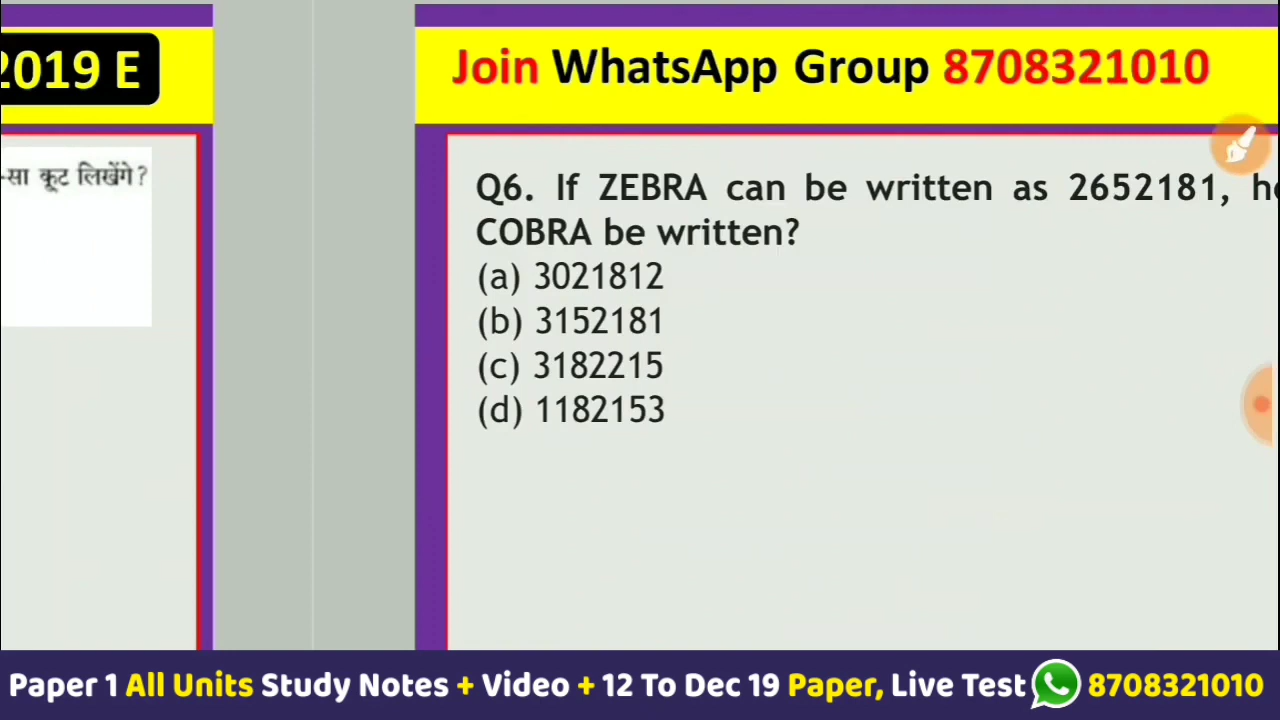 2019 E
Join WhatsApp Group 8708321010
-सा कूट लिखेंगे?
Q6. If ZEBRA can be written as 2652181,
COBRA be written?
(a) 3021812
(b) 3152181
(c) 3182215
(d) 1182153
Paper 1 All Units Study Notes + Video + 12 To Dec 19 Paper, Live Test 8708321010